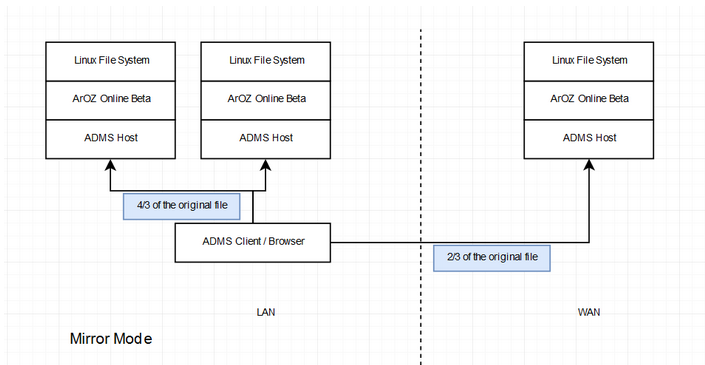 Linux File System
Linux File System
Linux File System
ArOZ Online Beta
ArOZ Online Beta
ArOZ Online Beta
ADMS Host
ADMS Host
ADMS Host
4/3 of the original file
ADMS Client / Browser
2/3 of the original file
LAN
WAN
Mirror Mode